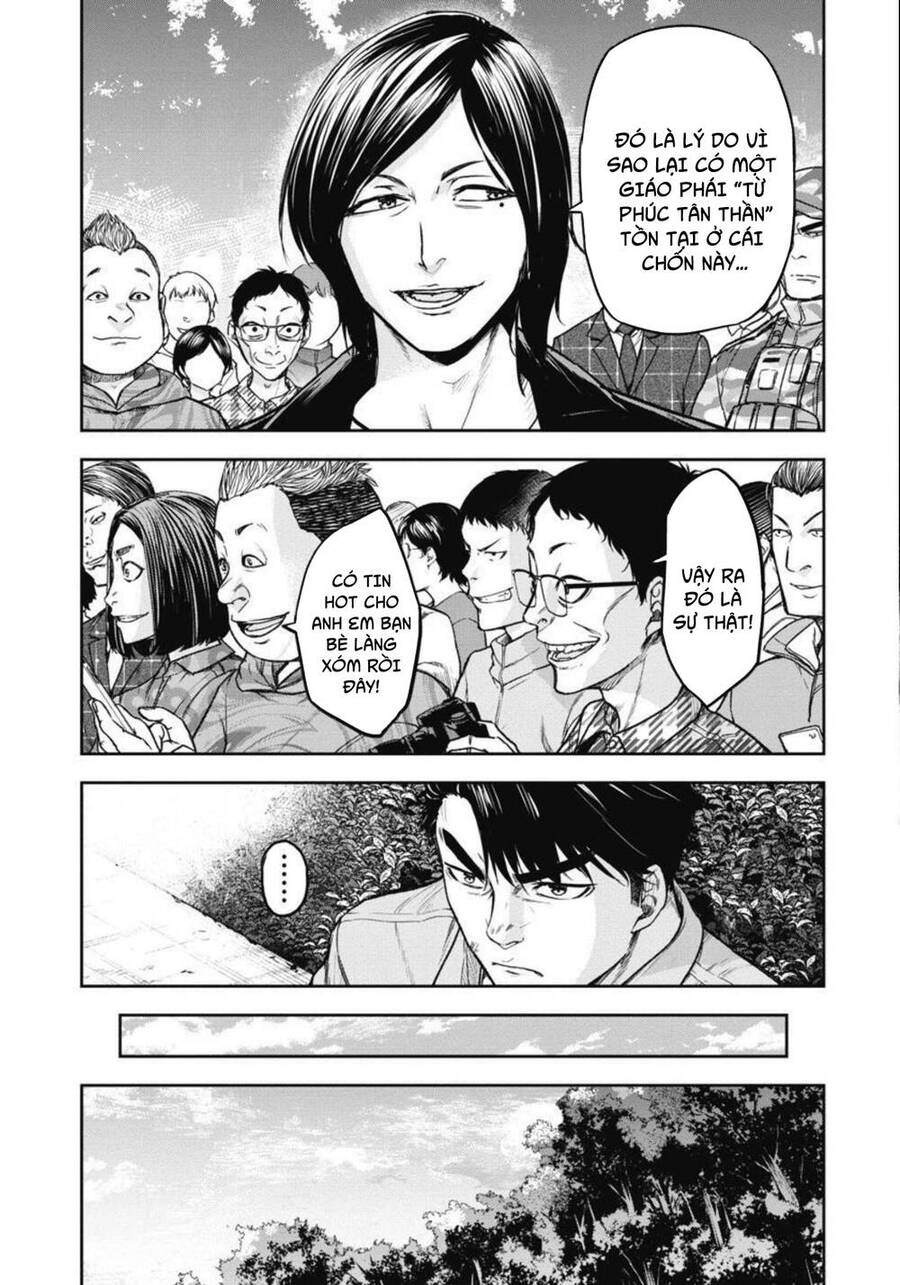 ĐÓ LÀ LÝ DO VÌ
SAO LẠI CÓ MỘT
GIÁO PHÁI “TỪ
PHÚC TÂN THẦN”
TỒN TẠI Ở CÁI
CHỐN NÀY...
VẬY RA
ĐÓ LÀ
SỰ THẬT!
CÓ TIN
HOT CHO
ANH EM BẠN
BÈ LÀNG
XÓM RỒI
ĐÂY!
......